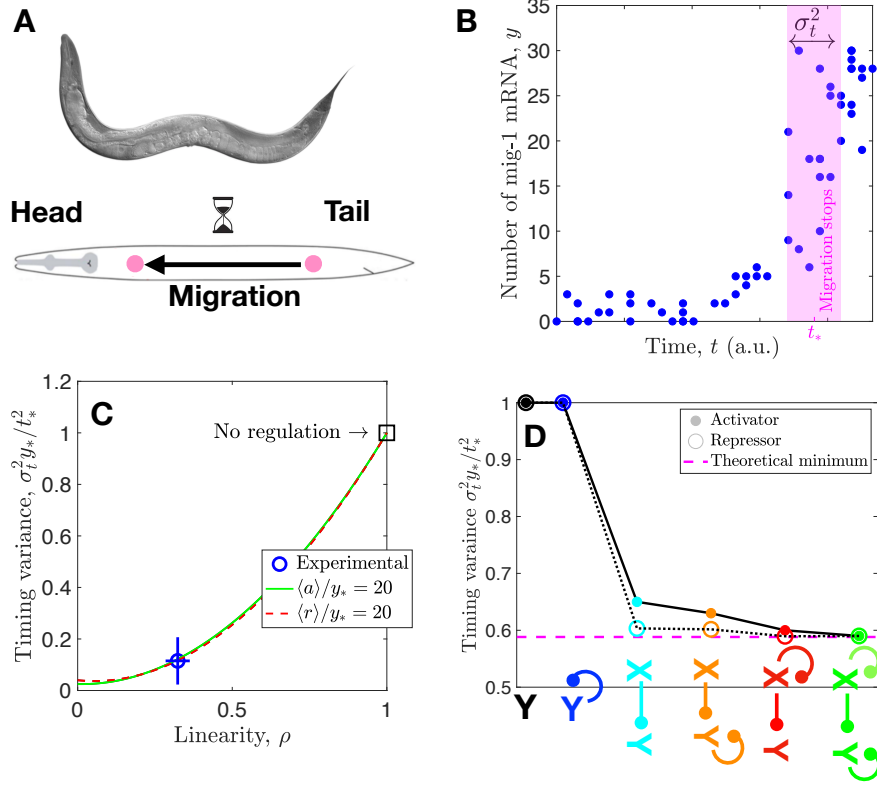 A
Head
Tail
Migration
B
σ_t^2
Number of mig-1 mRNA, y
35
30
25
20
15
10
5
0
Migration stops
t_*
Time, t (a.u.)
C
Timing variance, σ_t^2 y_*/t_*^2
1.2
1
0.8
0.6
0.4
0.2
0
No regulation →
Experimental
⟨a⟩/y_* = 20
⟨r⟩/y_* = 20
0
0.5
1
Linearity, ρ
D
Timing varaince σ_t^2 y_*/t_*^2
1
0.9
0.8
0.7
0.6
0.5
Activator
Repressor
Theoretical minimum
Y
Y
X
Y
X
Y
X
Y
X
Y